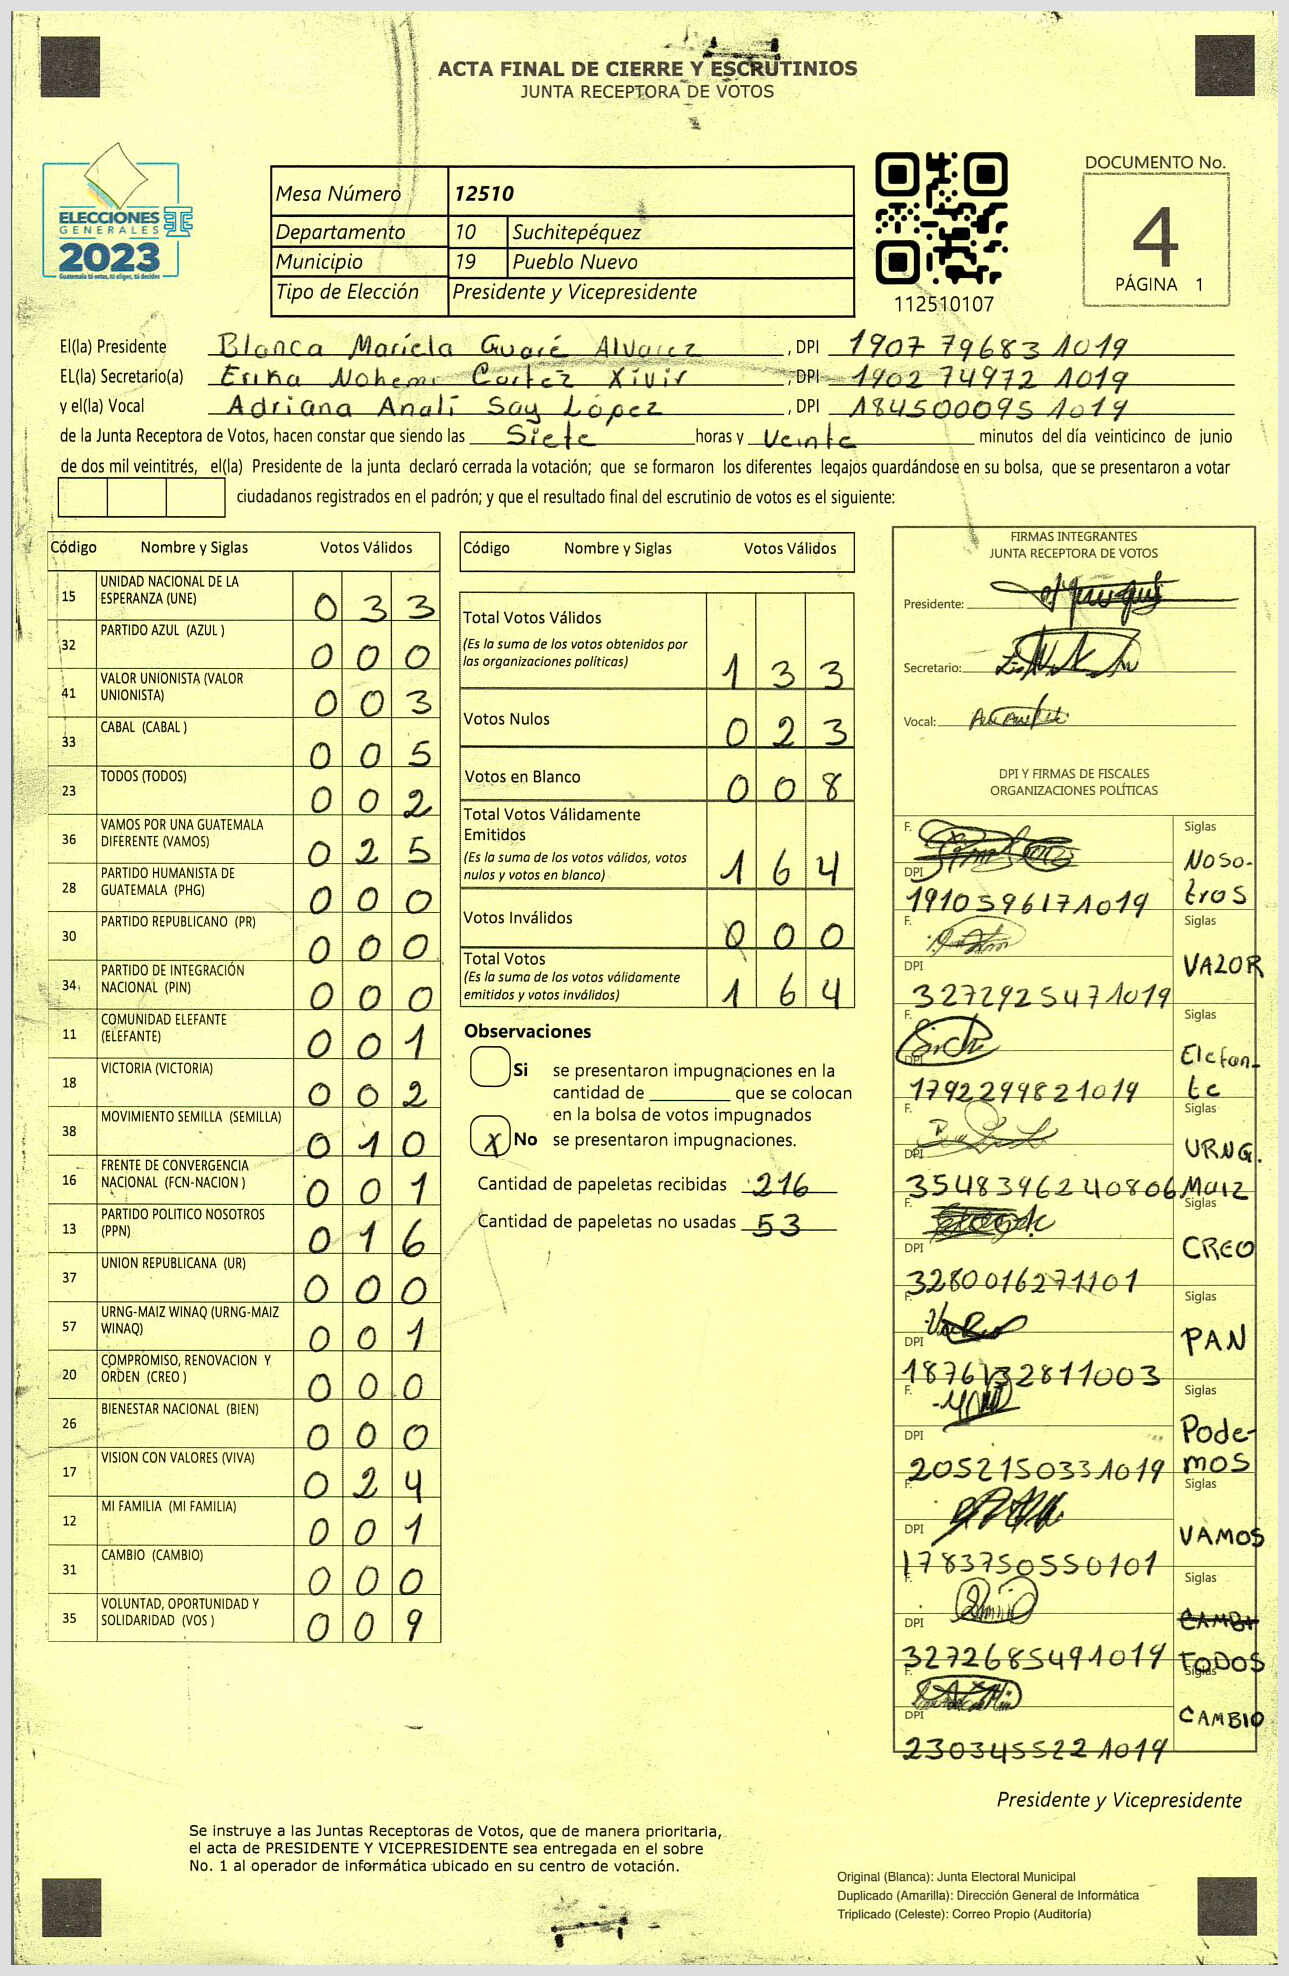 ACTA FINAL DE CIERRE Y ESCRUTINIOS
JUNTA RECEPTORA DE VOTOS
ELECCIONES
GENERALES
2023
Guatemala tú votas, tú eliges, tú decides
Mesa Número 12510
Departamento 10 Suchitepéquez
Municipio 19 Pueblo Nuevo
Tipo de Elección Presidente y Vicepresidente
112510107
DOCUMENTO No.
4
PÁGINA 1
El(la) Presidente Blanca Mariela Guaré Alvarez, DPI 1907 79683 1019
EL(la) Secretario(a) Erika Nohemi Cortez Xivir, DPI 1902 74972 1019
y el(la) Vocal Adriana Analí Say López, DPI 184500095 1019
de la Junta Receptora de Votos, hacen constar que siendo las Siete horas y Veinte minutos del día veinticinco de junio
de dos mil veintitrés, el(la) Presidente de la junta declaró cerrada la votación; que se formaron los diferentes legajos quardándose en su bolsa, que se presentaron a votar
ciudadanos registrados en el padrón; y que el resultado final del escrutinio de votos es el siguiente:
Código Nombre y Siglas Votos Válidos
15 UNIDAD NACIONAL DE LA ESPERANZA (UNE) 0 3 3
32 PARTIDO AZUL (AZUL ) 0 0 0
41 VALOR UNIONISTA (VALOR UNIONISTA) 0 0 3
33 CABAL (CABAL ) 0 0 5
23 TODOS (TODOS) 0 0 2
36 VAMOS POR UNA GUATEMALA DIFERENTE (VAMOS) 0 2 5
28 PARTIDO HUMANISTA DE GUATEMALA (PHG) 0 0 0
30 PARTIDO REPUBLICANO (PR) 0 0 0
34 PARTIDO DE INTEGRACIÓN NACIONAL (PIN) 0 0 0
11 COMUNIDAD ELEFANTE (ELEFANTE) 0 0 1
18 VICTORIA (VICTORIA) 0 0 2
38 MOVIMIENTO SEMILLA (SEMILLA) 0 1 0
16 FRENTE DE CONVERGENCIA NACIONAL (FCN-NACION ) 0 0 1
13 PARTIDO POLITICO NOSOTROS (PPN) 0 1 6
37 UNION REPUBLICANA (UR) 0 0 0
57 URNG-MAIZ WINAQ (URNG-MAIZ WINAQ) 0 0 1
20 COMPROMISO, RENOVACION Y ORDEN (CREO ) 0 0 0
26 BIENESTAR NACIONAL (BIEN) 0 0 0
17 VISION CON VALORES (VIVA) 0 2 4
12 MI FAMILIA (MI FAMILIA) 0 0 1
31 CAMBIO (CAMBIO) 0 0 0
35 VOLUNTAD, OPORTUNIDAD Y SOLIDARIDAD (VOS ) 0 0 9
Código Nombre y Siglas Votos Válidos
Total Votos Válidos
(Es la suma de los votos obtenidos por
las organizaciones políticas) 1 3 3
Votos Nulos 0 2 3
Votos en Blanco 0 0 8
Total Votos Válidamente
Emitidos
(Es la suma de los votos válidos, votos
nulos y votos en blanco) 1 6 4
Votos Inválidos 0 0 0
Total Votos
(Es la suma de los votos válidamente
emitidos y votos inválidos) 1 6 4
Observaciones
Si se presentaron impugnaciones en la
cantidad de ________ que se colocan
en la bolsa de votos impugnados
X No se presentaron impugnaciones.
Cantidad de papeletas recibidas 216
Cantidad de papeletas no usadas 53
FIRMAS INTEGRANTES
JUNTA RECEPTORA DE VOTOS
Presidente:
Secretario:
Vocal:
DPI Y FIRMAS DE FISCALES
ORGANIZACIONES POLÍTICAS
F. Siglas
Noso-
tros
DPI
1910596171019
F. Siglas
VALOR
DPI
3272925471019
F. Siglas
Elefan-
te
DPI
1792299821019
F. Siglas
URNG.
Maiz
DPI
3548396240806
F. Siglas
CREO
DPI
3280016271101
F. Siglas
PAN
DPI
1876132811003
F. Siglas
Pode-
mos
DPI
2052150331019
F. Siglas
VAMOS
DPI
1783750550101
F. Siglas
CAMBI
TODOS
DPI
3272685491019
F. Siglas
CAMBIO
DPI
2303455221019
Presidente y Vicepresidente
Se instruye a las Juntas Receptoras de Votos, que de manera prioritaria,
el acta de PRESIDENTE Y VICEPRESIDENTE sea entregada en el sobre
No. 1 al operador de informática ubicado en su centro de votación.
Original (Blanca): Junta Electoral Municipal
Duplicado (Amarilla): Dirección General de Informática
Triplicado (Celeste): Correo Propio (Auditoría)